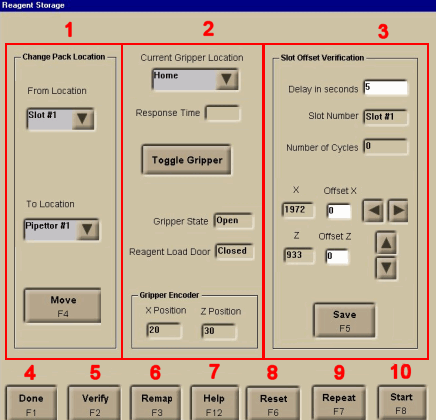 Reagent Storage
1
2
3
Change Pack Location
From Location
Slot #1
To Location
Pipettor #1
Move
F4
Current Gripper Location
Home
Response Time
Toggle Gripper
Gripper State Open
Reagent Load Door Closed
Gripper Encoder
X Position Z Position
20 30
Slot Offset Verification
Delay in seconds 5
Slot Number Slot #1
Number of Cycles 0
X Offset X
1972 0
Z Offset Z
933 0
Save
F5
4 5 6 7 8 9 10
Done Verify Remap Help Reset Repeat Start
F1 F2 F3 F12 F6 F7 F8